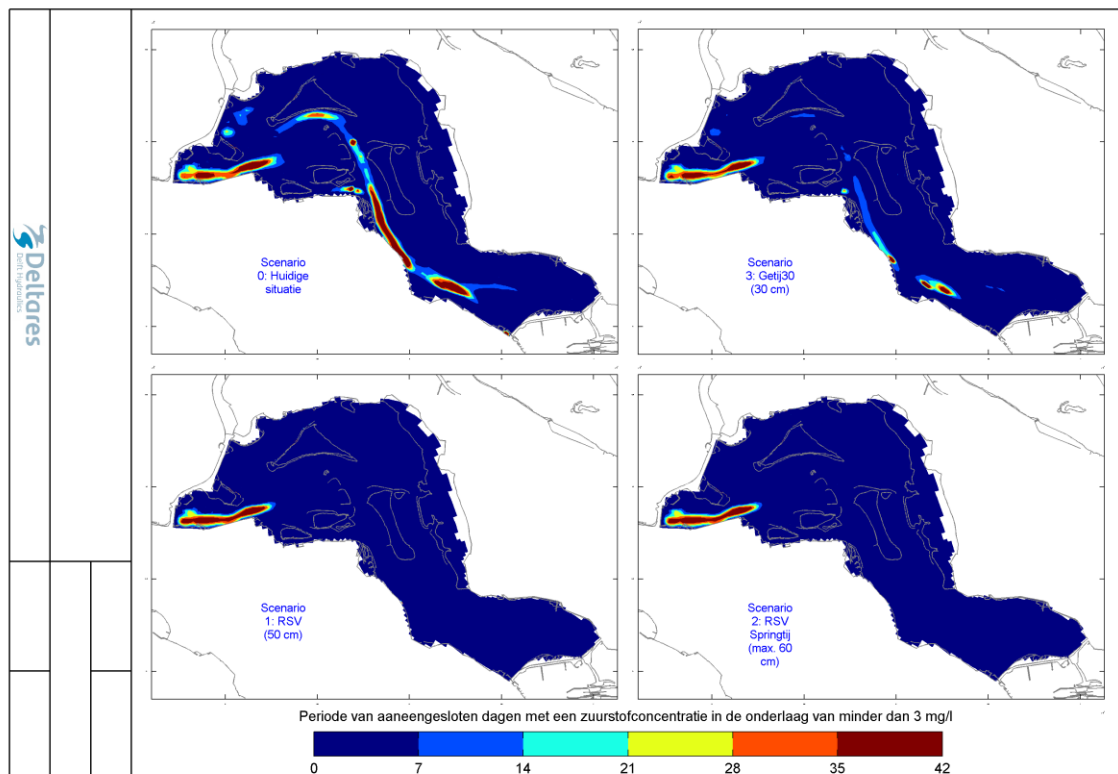 Deltares
Delft Hydraulics
Scenario
0: Huidige
situatie
Scenario
3: Getij30
(30 cm)
Scenario
1: RSV
(50 cm)
Scenario
2: RSV
Springtij
(max. 60
cm)
Periode van aaneengesloten dagen met een zuurstofconcentratie in de onderlaag van minder dan 3 mg/l
0 7 14 21 28 35 42